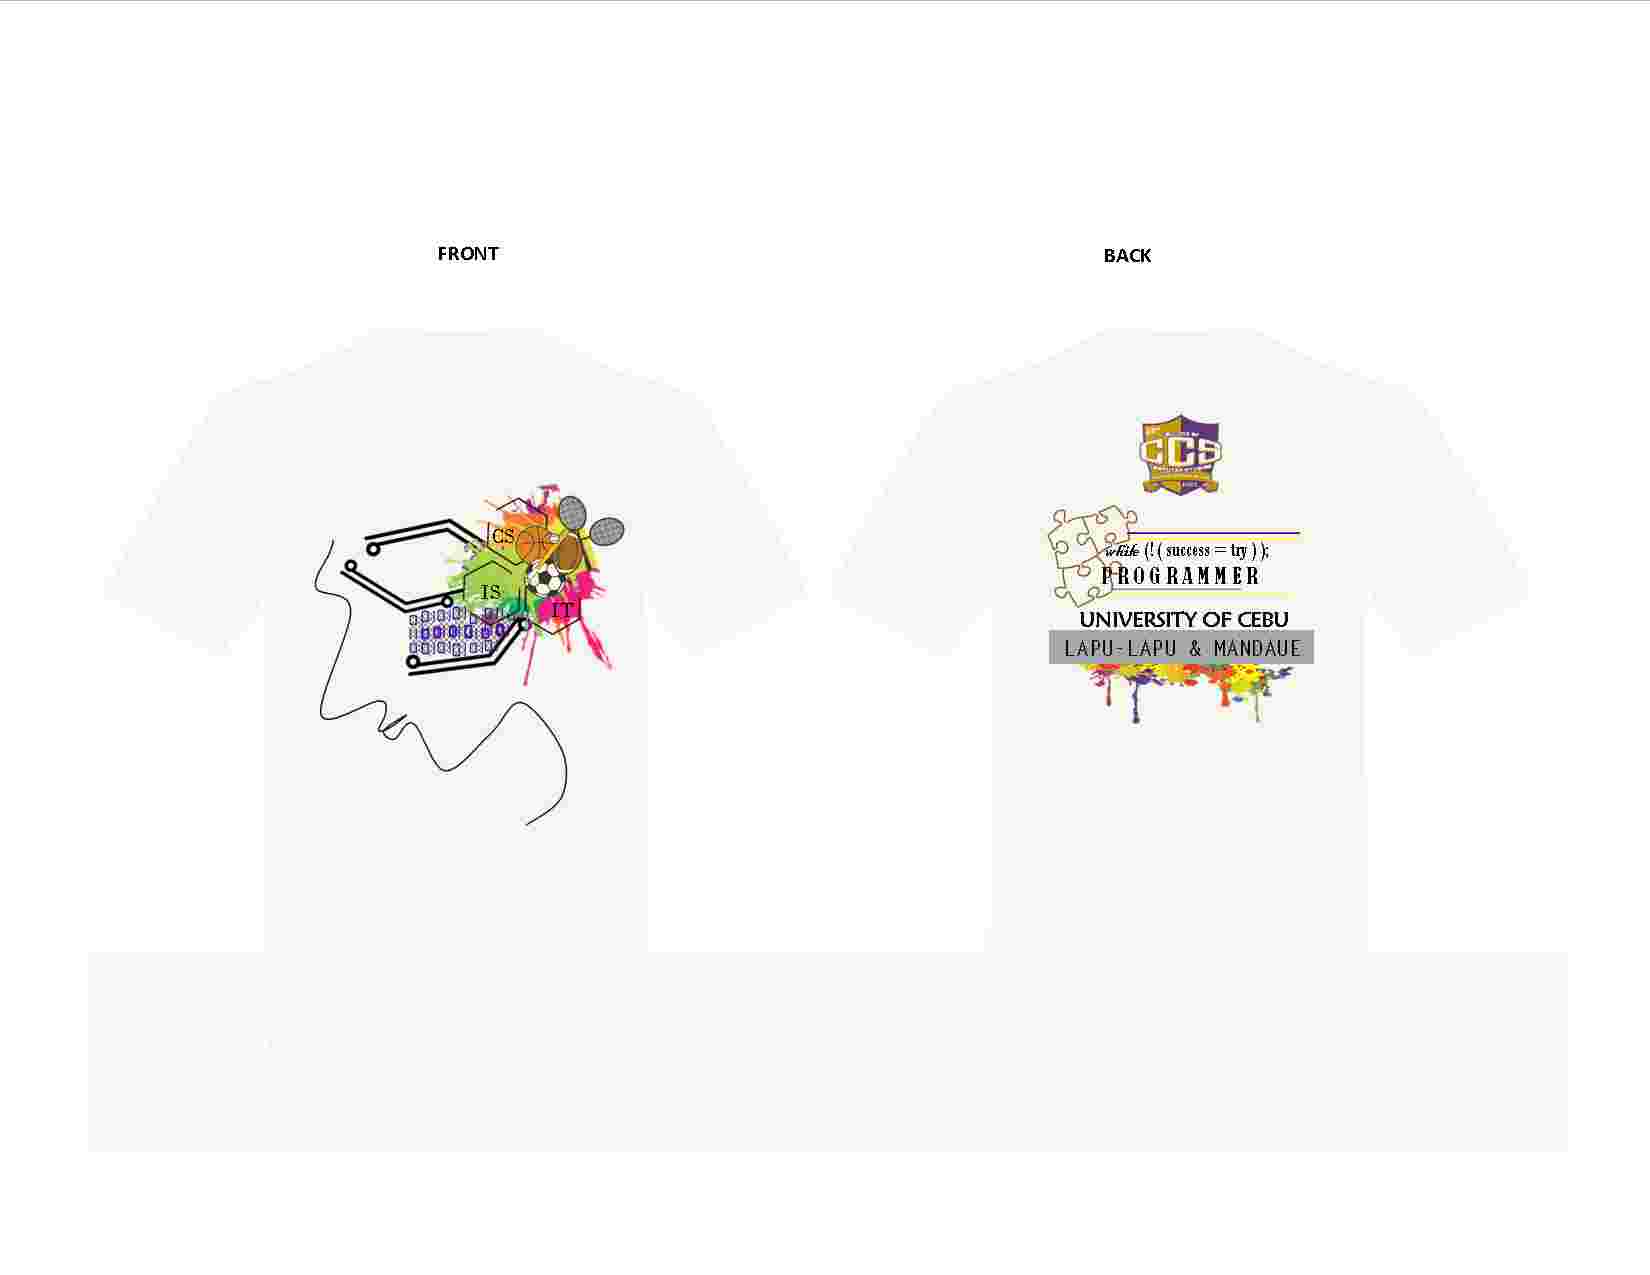 FRONT
BACK
CS
IS
IT
CCS
while (! ( success = try ) );
PROGRAMMER
UNIVERSITY OF CEBU
LAPU-LAPU & MANDAUE